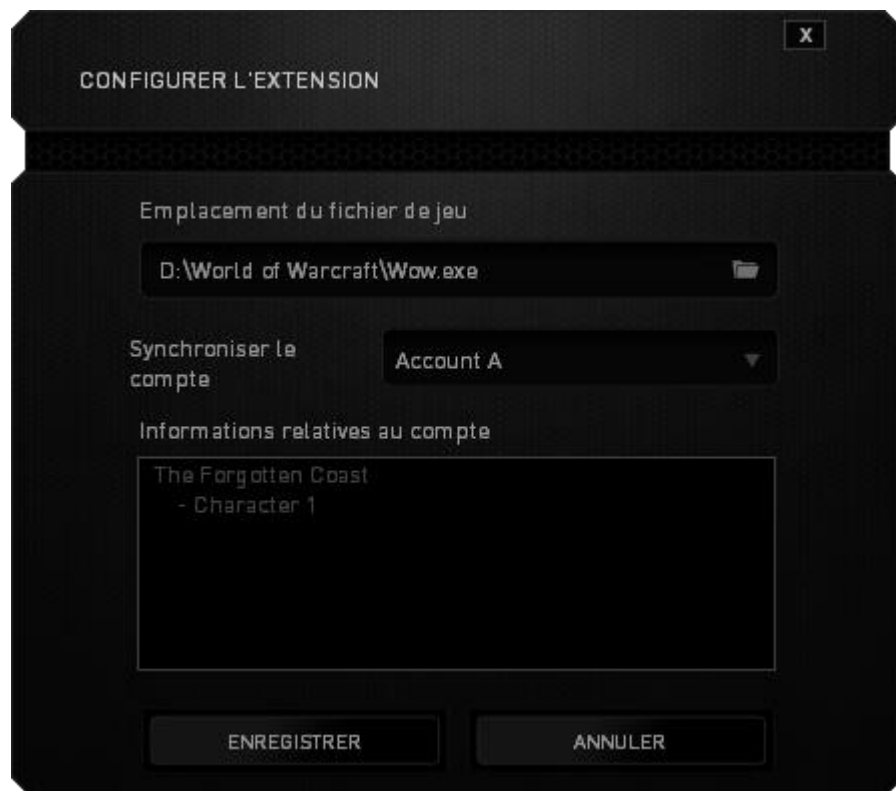 X
CONFIGURER L'EXTENSION
Emplacement du fichier de jeu
D:\World of Warcraft\Wow.exe
Synchroniser le
compte
Account A
Informations relatives au compte
The Forgotten Coast
- Character 1
ENREGISTRER
ANNULER